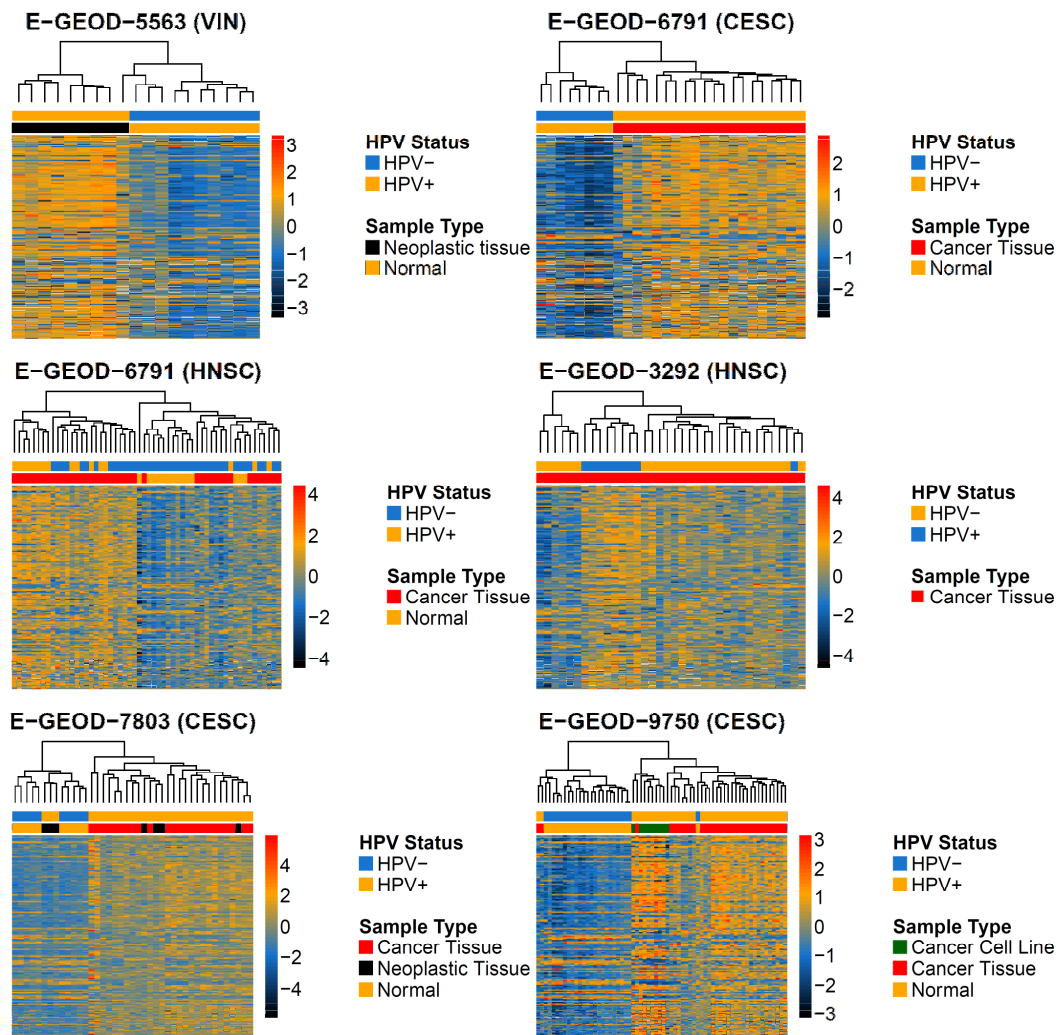 E-GEOD-5563 (VIN)
3
2
1
0
−1
−2
−3
HPV Status
HPV−
HPV+
Sample Type
Neoplastic tissue
Normal
E-GEOD-6791 (CESC)
2
1
0
−1
−2
HPV Status
HPV−
HPV+
Sample Type
Cancer Tissue
Normal
E-GEOD-6791 (HNSC)
4
2
0
−2
−4
HPV Status
HPV−
HPV+
Sample Type
Cancer Tissue
Normal
E-GEOD-3292 (HNSC)
4
2
0
−2
−4
HPV Status
HPV−
HPV+
Sample Type
Cancer Tissue
E-GEOD-7803 (CESC)
4
2
0
−2
−4
HPV Status
HPV−
HPV+
Sample Type
Cancer Tissue
Neoplastic Tissue
Normal
E-GEOD-9750 (CESC)
3
2
1
0
−1
−2
−3
HPV Status
HPV−
HPV+
Sample Type
Cancer Cell Line
Cancer Tissue
Normal